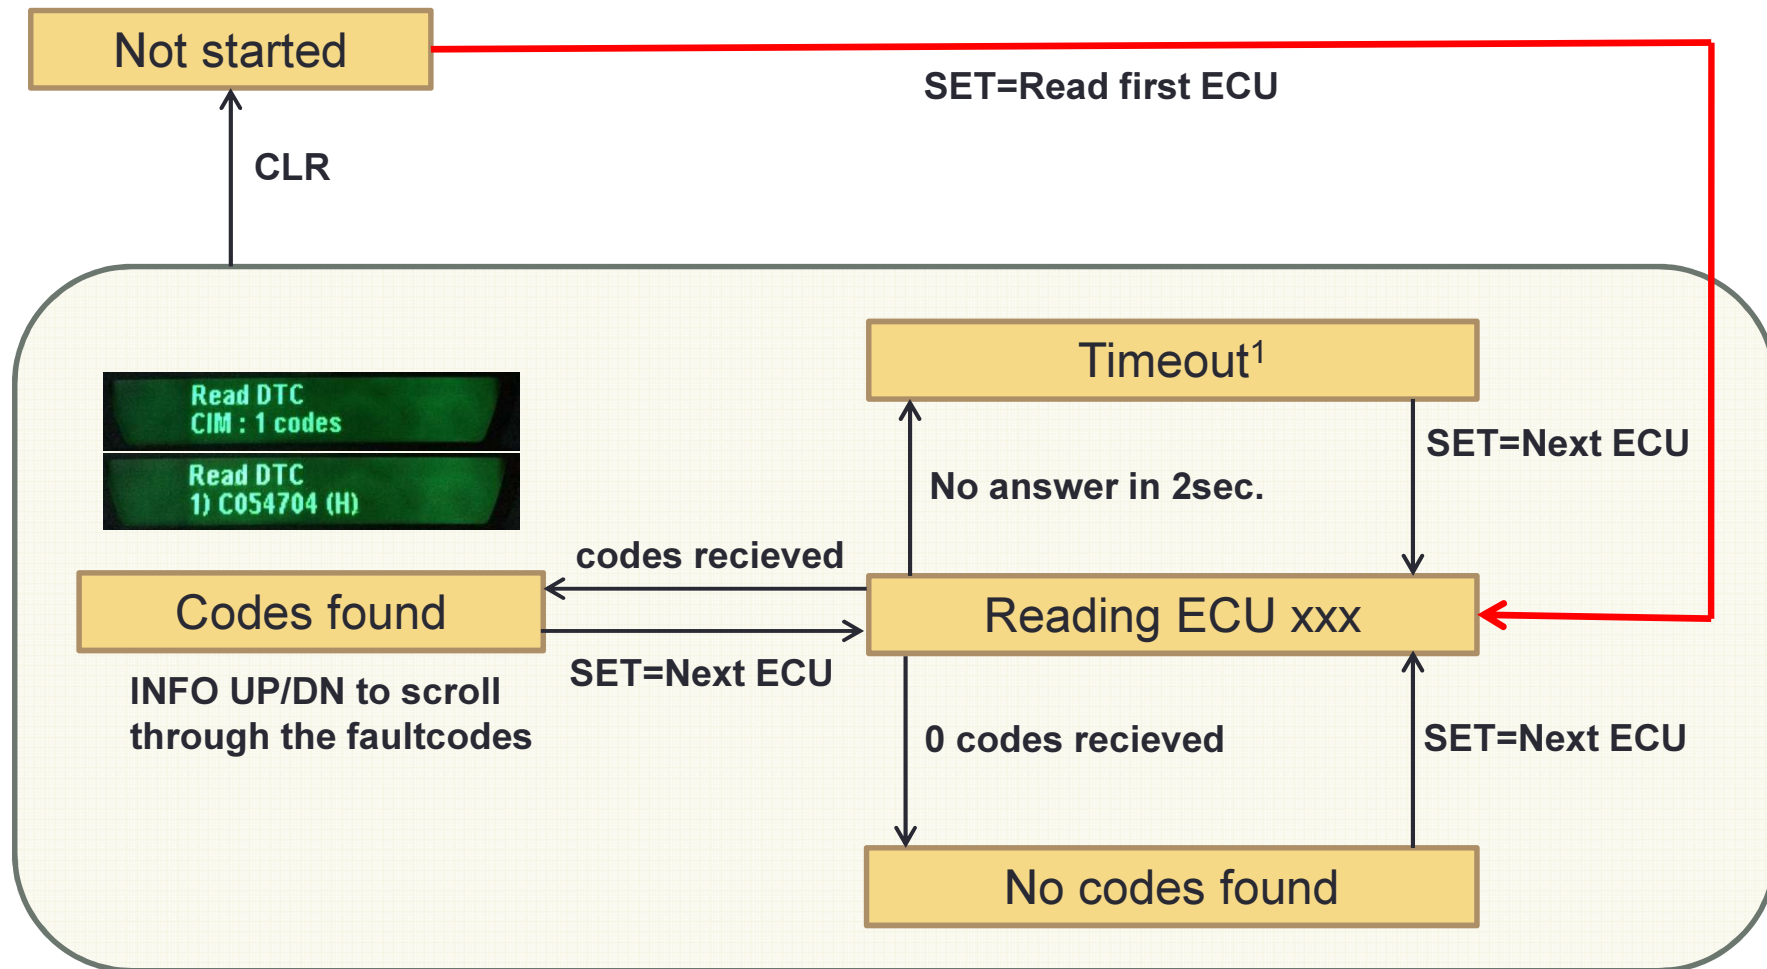 Not started
SET=Read first ECU
CLR
Timeout¹
Read DTC
CIM : 1 codes
Read DTC
1) C054704 (H)
SET=Next ECU
No answer in 2sec.
codes recieved
Codes found
Reading ECU xxx
SET=Next ECU
INFO UP/DN to scroll
through the faultcodes
0 codes recieved
SET=Next ECU
No codes found